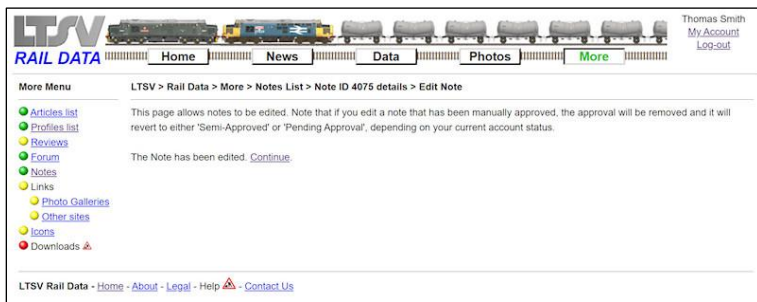 LTSV
RAIL DATA
Home
News
Data
Photos
More
Thomas Smith
My Account
Log-out
More Menu
Articles list
Profiles list
Reviews
Forum
Notes
Links
Photo Galleries
Other sites
Icons
Downloads
LTSV > Rail Data > More > Notes List > Note ID 4075 details > Edit Note
This page allows notes to be edited. Note that if you edit a note that has been manually approved, the approval will be removed and it will
revert to either 'Semi-Approved' or 'Pending Approval', depending on your current account status.
The Note has been edited. Continue.
LTSV Rail Data - Home - About - Legal - Help - Contact Us